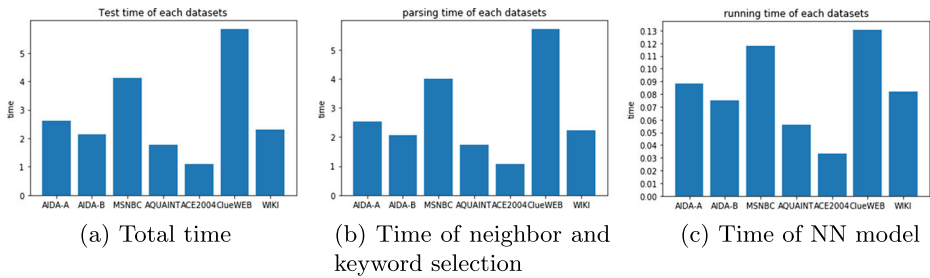 Test time of each datasets
time
5
4
3
2
1
0
AIDA-A AIDA-B MSNBC AQUAINT ACE2004 ClueWEB WIKI
(a) Total time
parsing time of each datasets
time
5
4
3
2
1
0
AIDA-A AIDA-B MSNBC AQUAINT ACE2004 ClueWEB WIKI
(b) Time of neighbor and
keyword selection
running time of each datasets
time
0.13
0.12
0.11
0.10
0.09
0.08
0.07
0.06
0.05
0.04
0.03
0.03
0.01
0.01
0.00
AIDA-A AIDA-B MSNBC AQUAINT ACE2004 ClueWEB WIKI
(c) Time of NN model